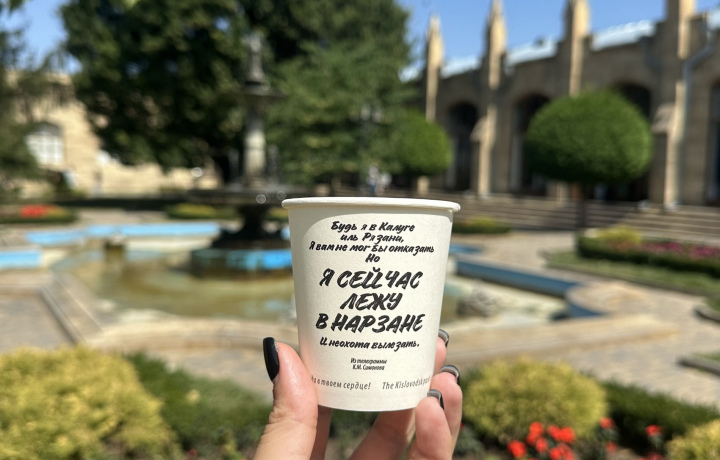 Будь я в Калуге
иль Рязани,
Я вам не мог бы отказать
Но
Я СЕЙЧАС
ЛЕЖУ
В НАРЗАНЕ
И неохота вылезать.
Из телеграммы
К.М. Симонова
о твоем сердце! The Kislovodsk